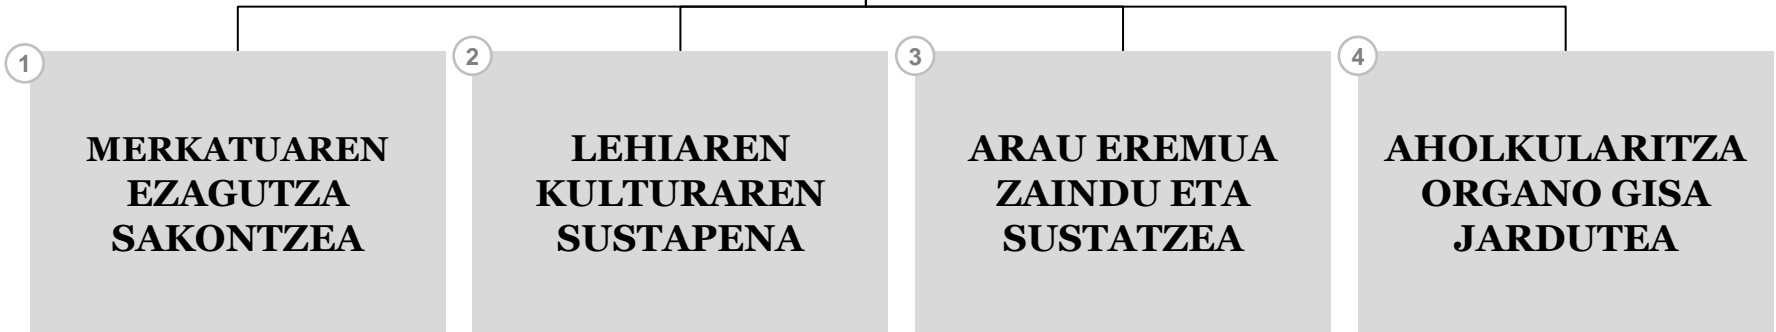 1
MERKATUAREN
EZAGUTZA
SAKONTZEA
2
LEHIAREN
KULTURAREN
SUSTAPENA
3
ARAU EREMUA
ZAINDU ETA
SUSTATZEA
4
AHOLKULARITZA
ORGANO GISA
JARDUTEA